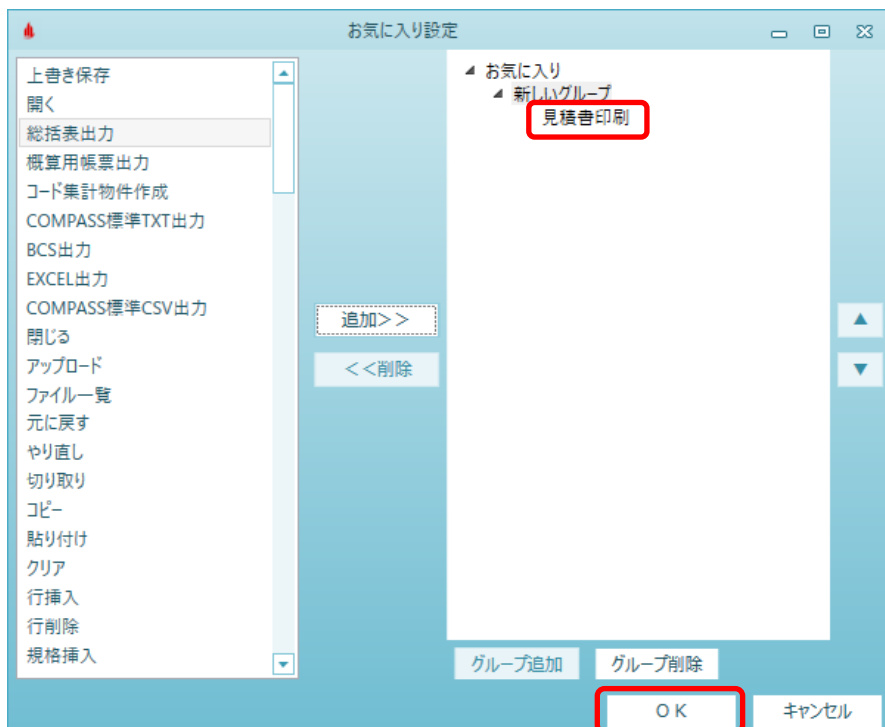 お気に入り設定
上書き保存
開く
総括表出力
概算用帳票出力
コード集計物件作成
COMPASS標準TXT出力
BCS出力
EXCEL出力
COMPASS標準CSV出力
閉じる
アップロード
ファイル一覧
元に戻す
やり直し
切り取り
コピー
貼り付け
クリア
行挿入
行削除
規格挿入
追加>>
<<削除
お気に入り
新しいグループ
見積書印刷
グループ追加
グループ削除
OK
キャンセル